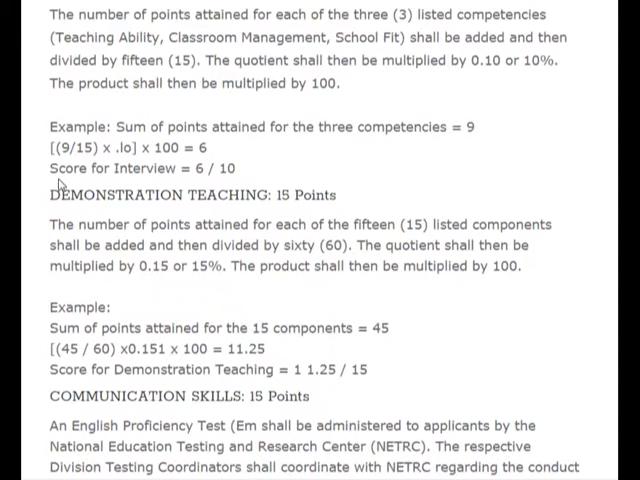 The number of points attained for each of the three (3) listed competencies
(Teaching Ability, Classroom Management, School Fit) shall be added and then
divided by fifteen (15). The quotient shall then be multiplied by 0.10 or 10%.
The product shall then be multiplied by 100.
Example: Sum of points attained for the three competencies = 9
[(9/15) x .lo] x 100 = 6
Score for Interview = 6 / 10
DEMONSTRATION TEACHING: 15 Points
The number of points attained for each of the fifteen (15) listed components
shall be added and then divided by sixty (60). The quotient shall then be
multiplied by 0.15 or 15%. The product shall then be multiplied by 100.
Example:
Sum of points attained for the 15 components = 45
[(45 / 60) x0.151 x 100 = 11.25
Score for Demonstration Teaching = 1 1.25 / 15
COMMUNICATION SKILLS: 15 Points
An English Proficiency Test (Em shall be administered to applicants by the
National Education Testing and Research Center (NETRC). The respective
Division Testing Coordinators shall coordinate with NETRC regarding the conduct